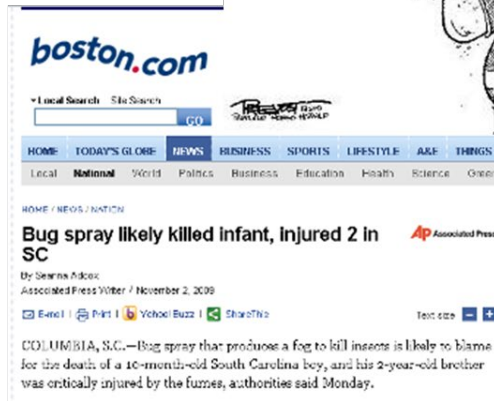 boston.com
Local Search Site Search
GO
HOME TODAY'S GLOBE NEWS BUSINESS SPORTS LIFESTYLE A&E THINGS
Local National World Politics Business Education Health Science Green
HOME / NEWS / NATION
Bug spray likely killed infant, injured 2 in
SC
AP Associated Press
By Seanna Adcox
Associated Press Writer / November 2, 2009
E-mail | Print | Yahoo! Buzz | ShareThis Text size – +
COLUMBIA, S.C.—Bug spray that produces a fog to kill insects is likely to blame
for the death of a 10-month-old South Carolina boy, and his 2-year-old brother
was critically injured by the fumes, authorities said Monday.